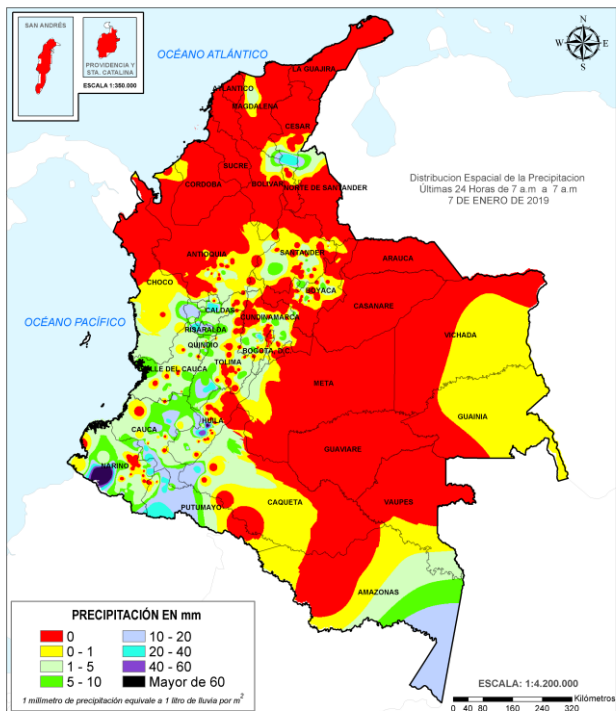 SAN ANDRÉS
PROVIDENCIA Y
STA. CATALINA
ESCALA 1:350.000
OCÉANO ATLÁNTICO
N
W
E
S
LA GUAJIRA
ATLANTICO
MAGDALENA
CESAR
SUCRE
BOLIVAR
NORTE DE SANTANDER
CORDOBA
Distribucion Espacial de la Precipitacion
Últimas 24 Horas de 7 a.m a 7 a.m
7 DE ENERO DE 2019
ANTIOQUIA
SANTANDER
ARAUCA
CHOCO
BOYACA
CASANARE
CALDAS
CUNDINAMARCA
OCÉANO PACÍFICO
RISARALDA
VICHADA
QUINDIO
BOGOTA, D.C.
TOLIMA
VALLE DEL CAUCA
META
GUAINIA
HUILA
CAUCA
GUAVIARE
NARIÑO
CAQUETA
VAUPES
PUTUMAYO
AMAZONAS
PRECIPITACIÓN EN mm
0
10 - 20
0 - 1
20 - 40
1 - 5
40 - 60
5 - 10
Mayor de 60
1 milimetro de precipitación equivale a 1 litro de lluvia por m²
ESCALA: 1:4.200.000
Kilómetros
0 40 80 160 240 320